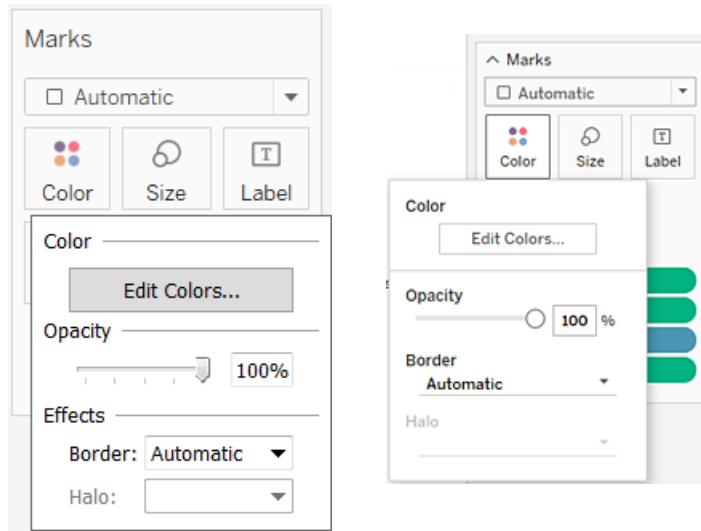 Marks
Automatic
Color Size Label
Color
Edit Colors...
Opacity
100%
Effects
Border: Automatic
Halo:
Marks
Automatic
Color Size Label
Color
Edit Colors...
Opacity
100 %
Border
Automatic
Halo